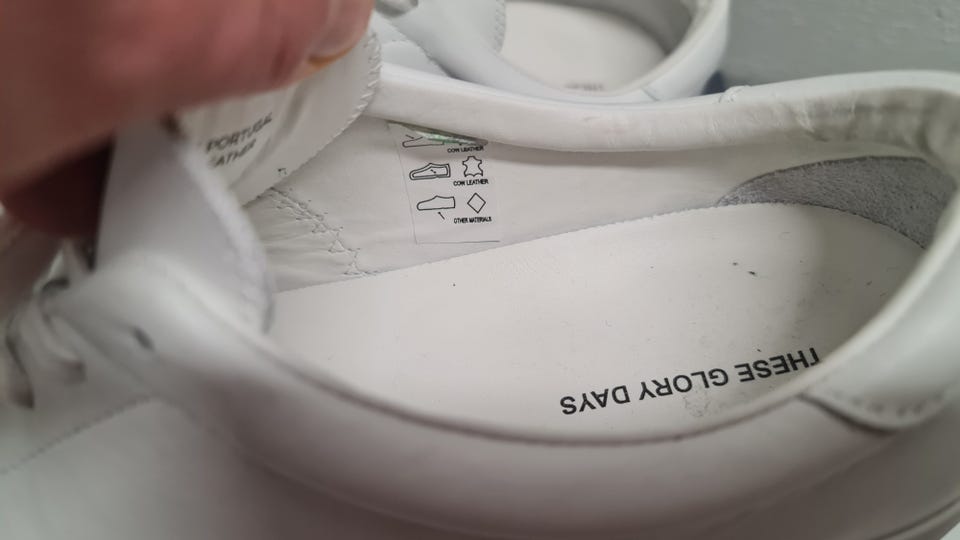 PORTUGAL
COW LEATHER
COW LEATHER
OTHER MATERIALS
THESE GLORY DAYS